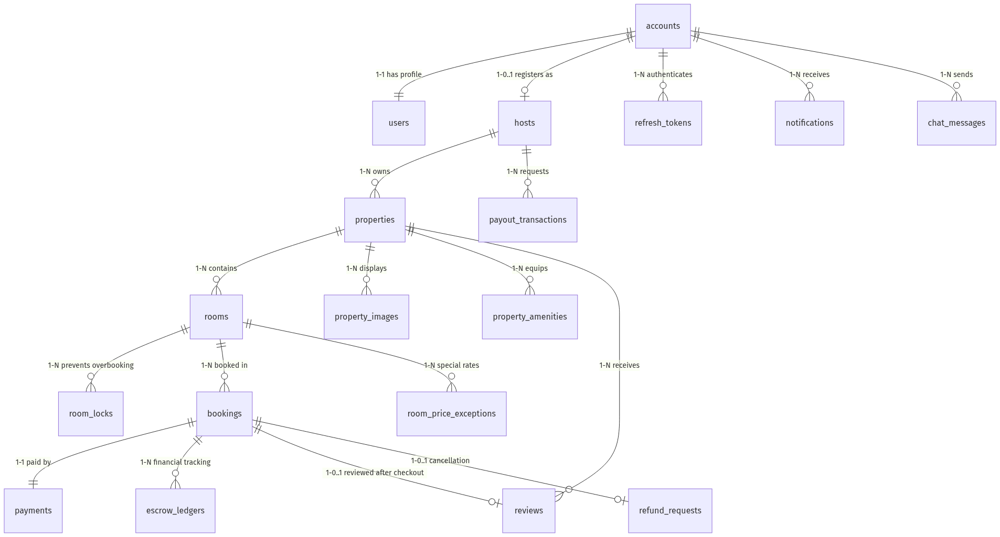 accounts
1-1 has profile
1-0..1 registers as
1-N authenticates
1-N receives
1-N sends
users
hosts
refresh_tokens
notifications
chat_messages
1-N owns
1-N requests
properties
payout_transactions
1-N contains
1-N displays
1-N equips
rooms
property_images
property_amenities
1-N prevents overbooking
1-N booked in
1-N special rates
1-N receives
room_locks
bookings
room_price_exceptions
1-1 paid by
1-N financial tracking
1-0..1 cancellation
1-0..1 reviewed after checkout
payments
escrow_ledgers
reviews
refund_requests